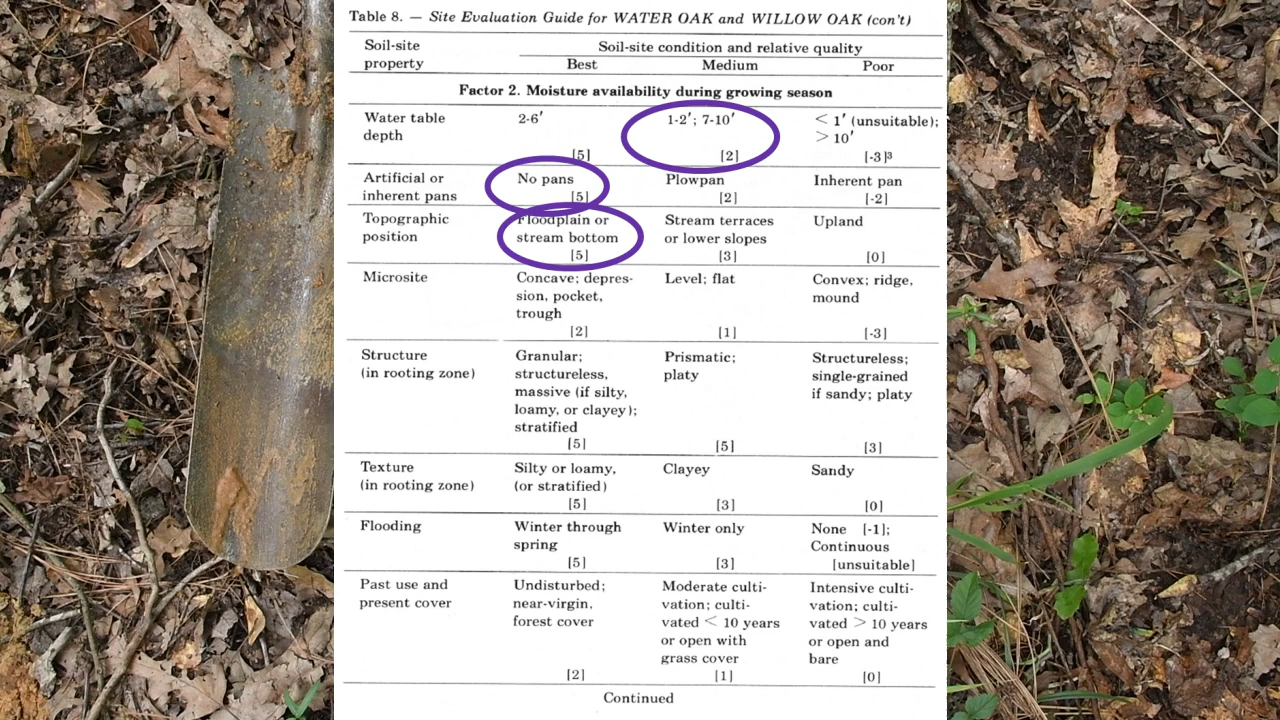 Table 8. — Site Evaluation Guide for WATER OAK and WILLOW OAK (con't)
Soil-site property
Soil-site condition and relative quality
Best Medium Poor
Factor 2. Moisture availability during growing season
Water table depth
2-6′ [5]
1-2′; 7-10′ [2]
< 1′ (unsuitable); > 10′ [-3]³
Artificial or inherent pans
No pans [5]
Plowpan [2]
Inherent pan [-2]
Topographic position
Floodplain or stream bottom [5]
Stream terraces or lower slopes [3]
Upland [0]
Microsite
Concave; depres-
sion, pocket,
trough
[2]
Level; flat [1]
Convex; ridge, mound [-3]
Structure (in rooting zone)
Granular;
structureless,
massive (if silty,
loamy, or clayey);
stratified
[5]
Prismatic; platy [5]
Structureless;
single-grained
if sandy; platy
[3]
Texture (in rooting zone)
Silty or loamy, (or stratified) [5]
Clayey [3]
Sandy [0]
Flooding
Winter through spring [5]
Winter only [3]
None [-1];
Continuous
[unsuitable]
Past use and present cover
Undisturbed;
near-virgin,
forest cover
[2]
Moderate culti-
vation; culti-
vated < 10 years
or open with
grass cover
[1]
Intensive culti-
vation; culti-
vated > 10 years
or open and
bare
[0]
Continued